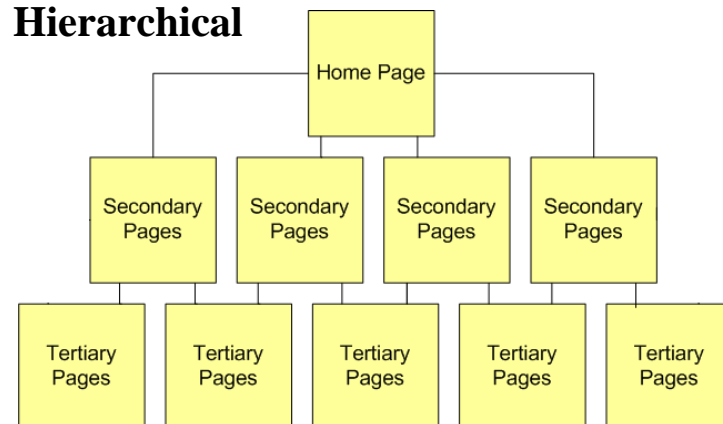 Hierarchical
Home Page
Secondary
Pages
Secondary
Pages
Secondary
Pages
Secondary
Pages
Tertiary
Pages
Tertiary
Pages
Tertiary
Pages
Tertiary
Pages
Tertiary
Pages